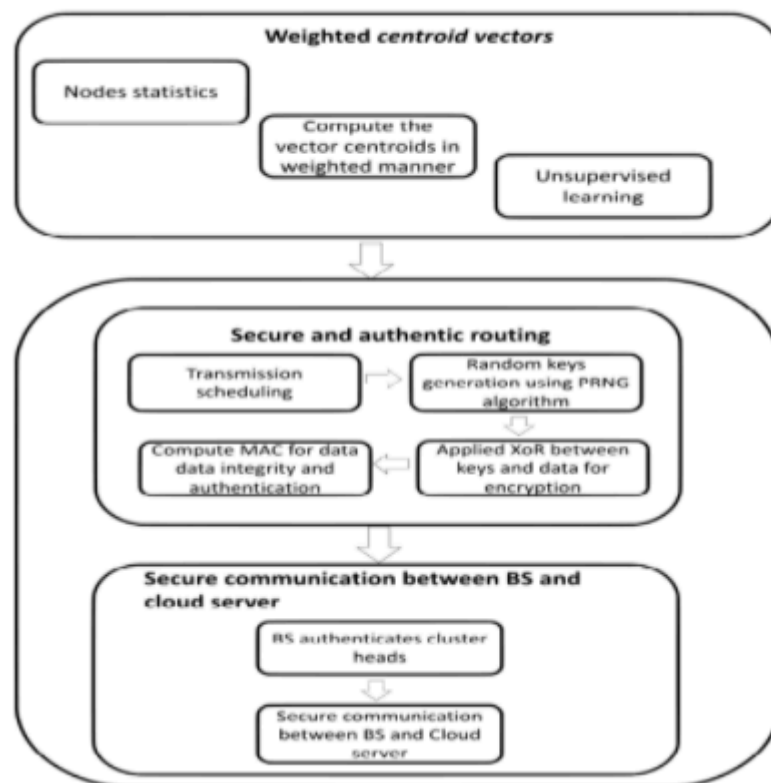 Weighted centroid vectors
Nodes statistics
Compute the
vector centroids in
weighted manner
Unsupervised
learning
Secure and authentic routing
Transmission
scheduling
Random keys
generation using PRNG
algorithm
Compute MAC for data
data integrity and
authentication
Applied XoR between
keys and data for
encryption
Secure communication between BS and
cloud server
BS authenticates cluster
heads
Secure communication
between BS and Cloud
server